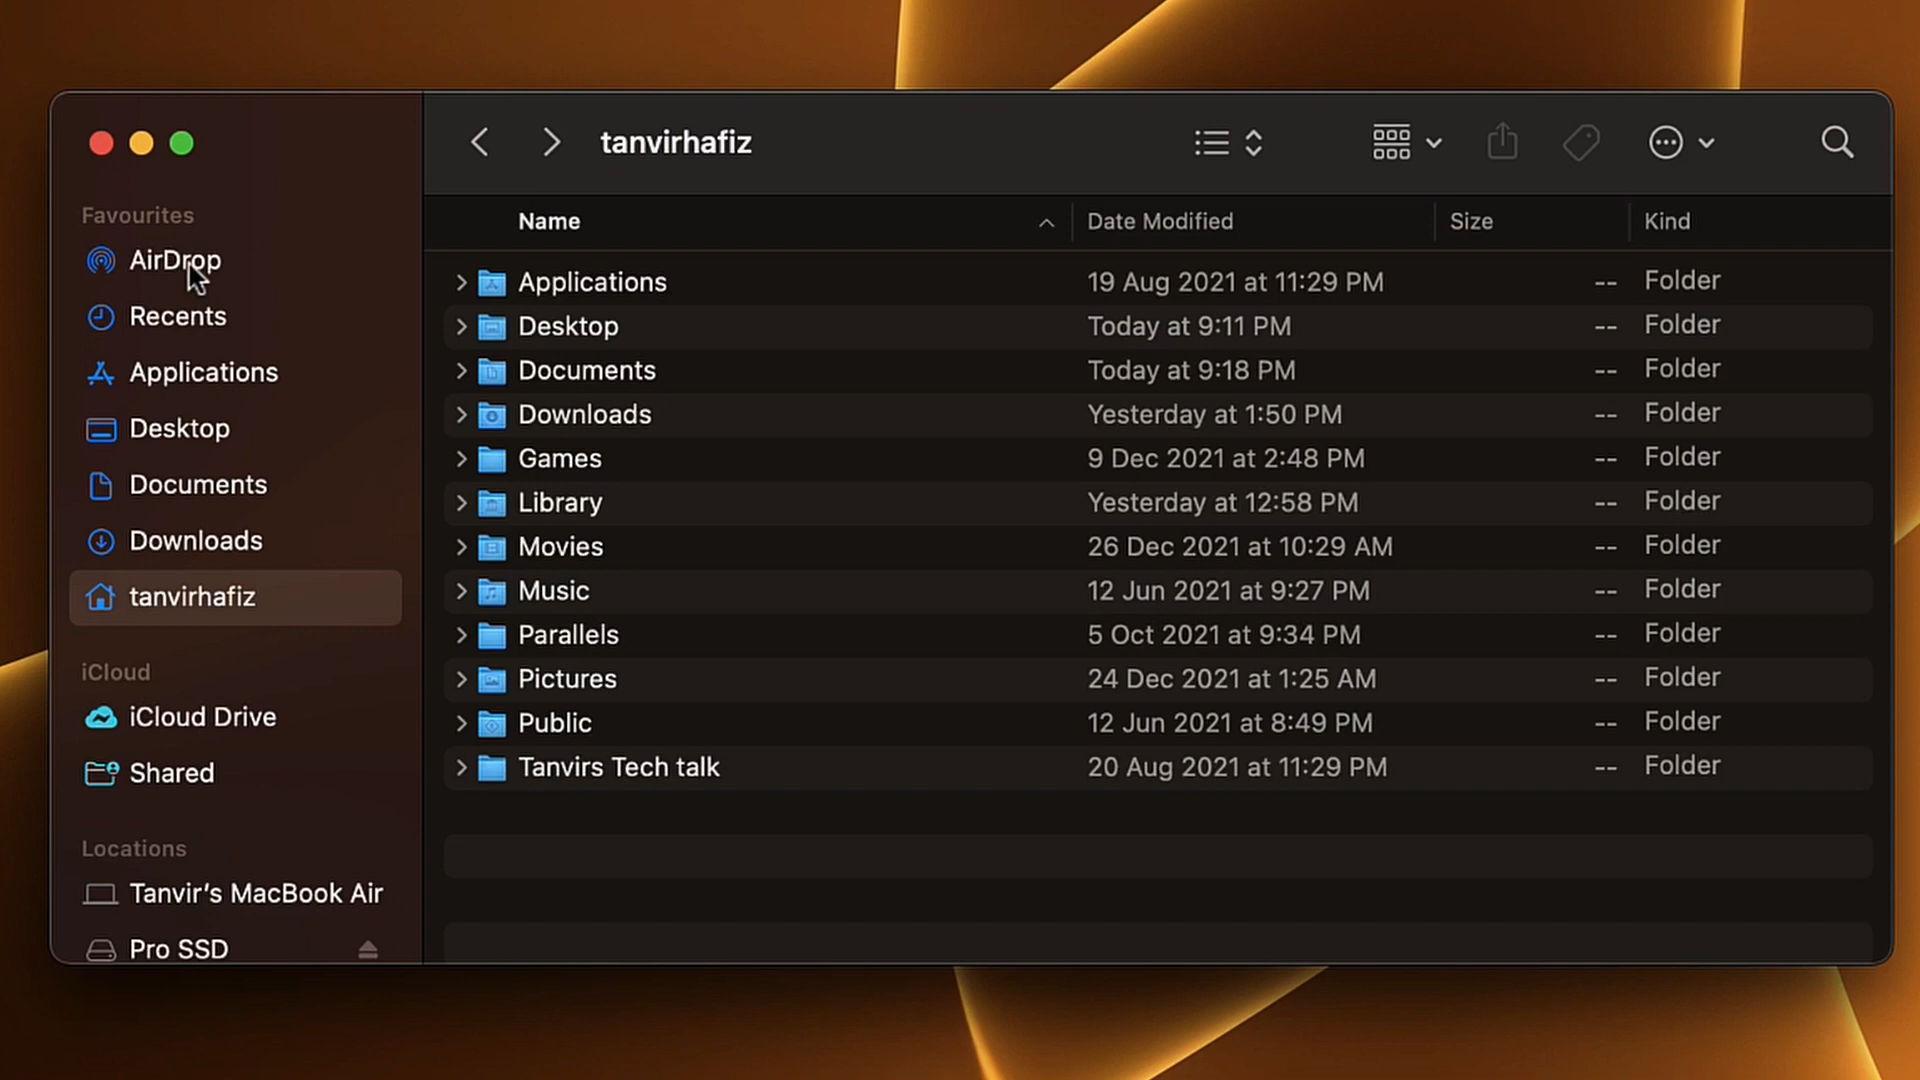 tanvirhafiz
Favourites
AirDrop
Recents
Applications
Desktop
Documents
Downloads
tanvirhafiz
iCloud
iCloud Drive
Shared
Locations
Tanvir’s MacBook Air
Pro SSD
Name Date Modified Size Kind
Applications 19 Aug 2021 at 11:29 PM -- Folder
Desktop Today at 9:11 PM -- Folder
Documents Today at 9:18 PM -- Folder
Downloads Yesterday at 1:50 PM -- Folder
Games 9 Dec 2021 at 2:48 PM -- Folder
Library Yesterday at 12:58 PM -- Folder
Movies 26 Dec 2021 at 10:29 AM -- Folder
Music 12 Jun 2021 at 9:27 PM -- Folder
Parallels 5 Oct 2021 at 9:34 PM -- Folder
Pictures 24 Dec 2021 at 1:25 AM -- Folder
Public 12 Jun 2021 at 8:49 PM -- Folder
Tanvirs Tech talk 20 Aug 2021 at 11:29 PM -- Folder